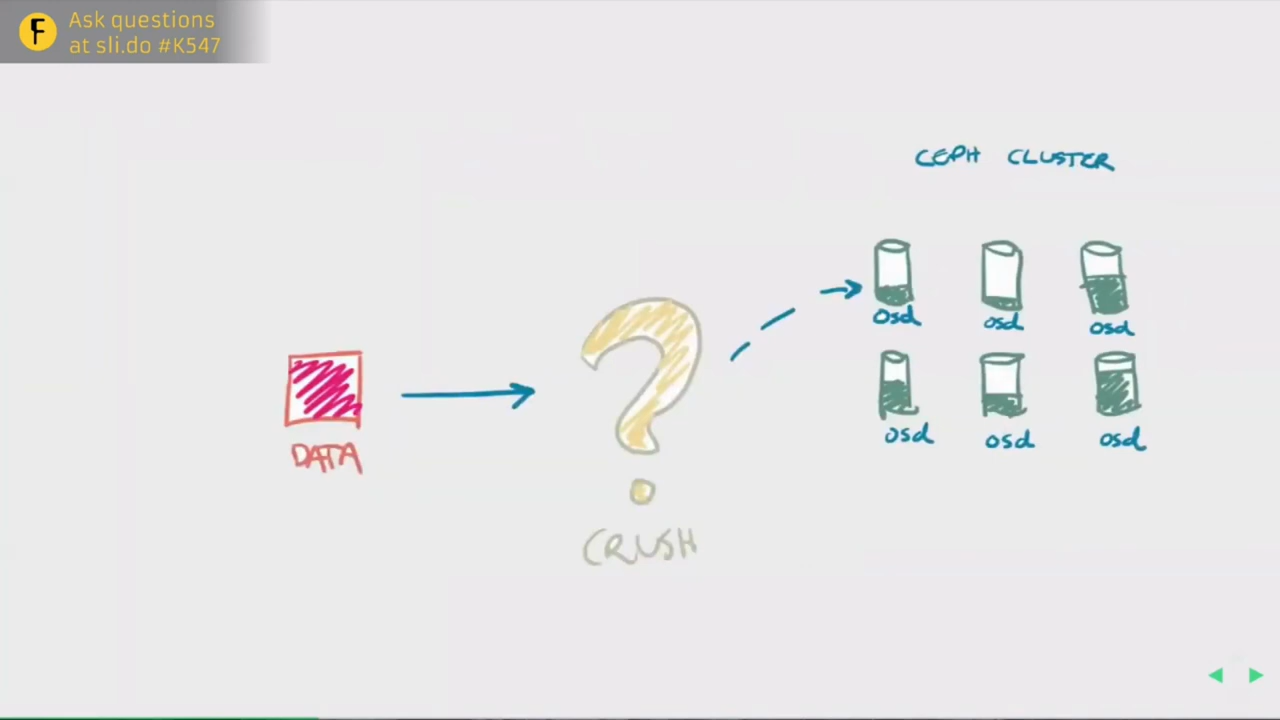 F
Ask questions
at sli.do #K547
CEPH CLUSTER
osd
osd
osd
osd
osd
osd
DATA
CRUSH